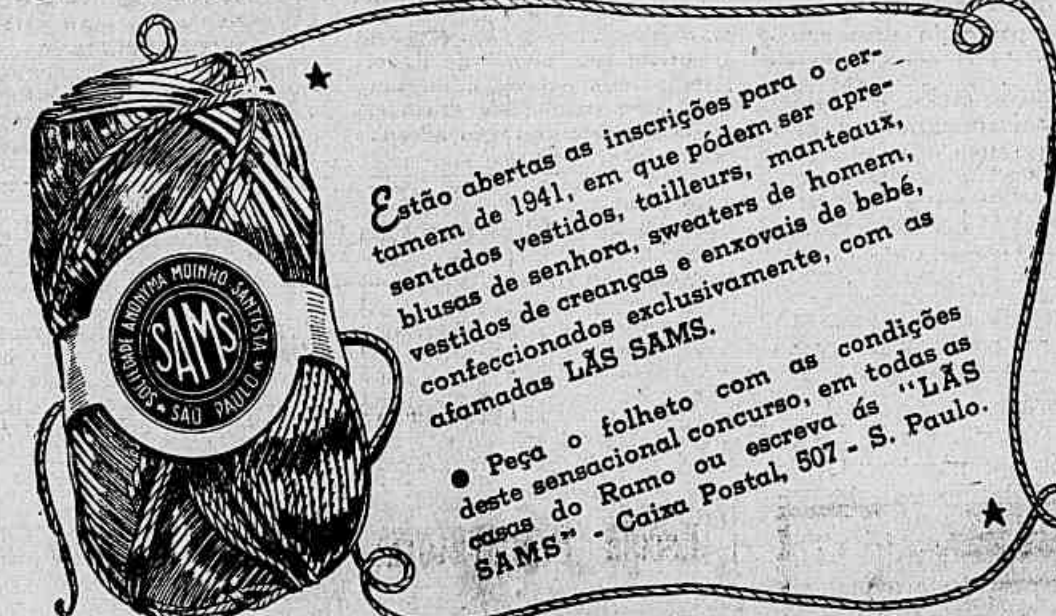 SOCIEDADE ANONYMA MOINHO SANTISTA
SAMS
SAO PAULO
Estão abertas as inscrições para o cer-
tamem de 1941, em que pódem ser apre-
sentados vestidos, tailleurs, manteaux,
blusas de senhora, sweaters de homem,
vestidos de creanças e enxovais de bebé,
confeccionados exclusivamente, com as
afamadas LÃS SAMS.
● Peça o folheto com as condições
deste sensacional concurso, em todas as
casas do Ramo ou escreva ás "LÃS
SAMS" - Caixa Postal, 507 - S. Paulo.